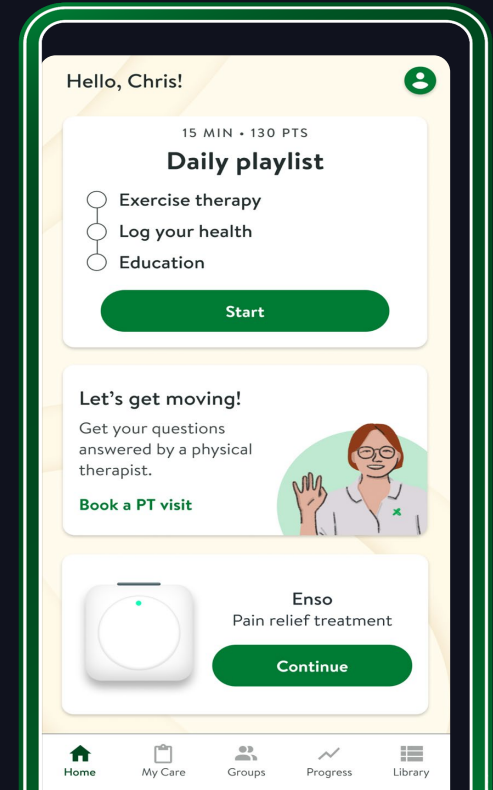 Hello, Chris!
15 MIN • 130 PTS
Daily playlist
Exercise therapy
Log your health
Education
Start
Let's get moving!
Get your questions
answered by a physical
therapist.
Book a PT visit
Enso
Pain relief treatment
Continue
Home
My Care
Groups
Progress
Library